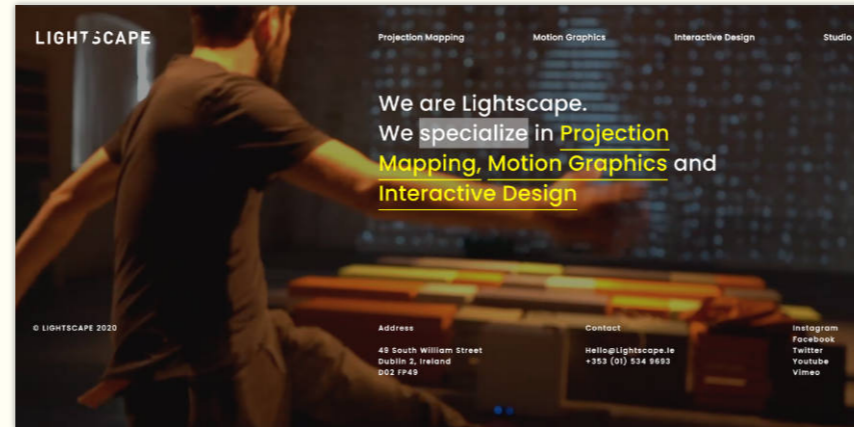 LIGHTSCAPE
Projection Mapping
Motion Graphics
Interactive Design
Studio
We are Lightscape.
We specialize in Projection
Mapping, Motion Graphics and
Interactive Design
© LIGHTSCAPE 2020
Address
49 South William Street
Dublin 2, Ireland
D02 FP49
Contact
Hello@Lightscape.ie
+353 (01) 534 9693
Instagram
Facebook
Twitter
Youtube
Vimeo